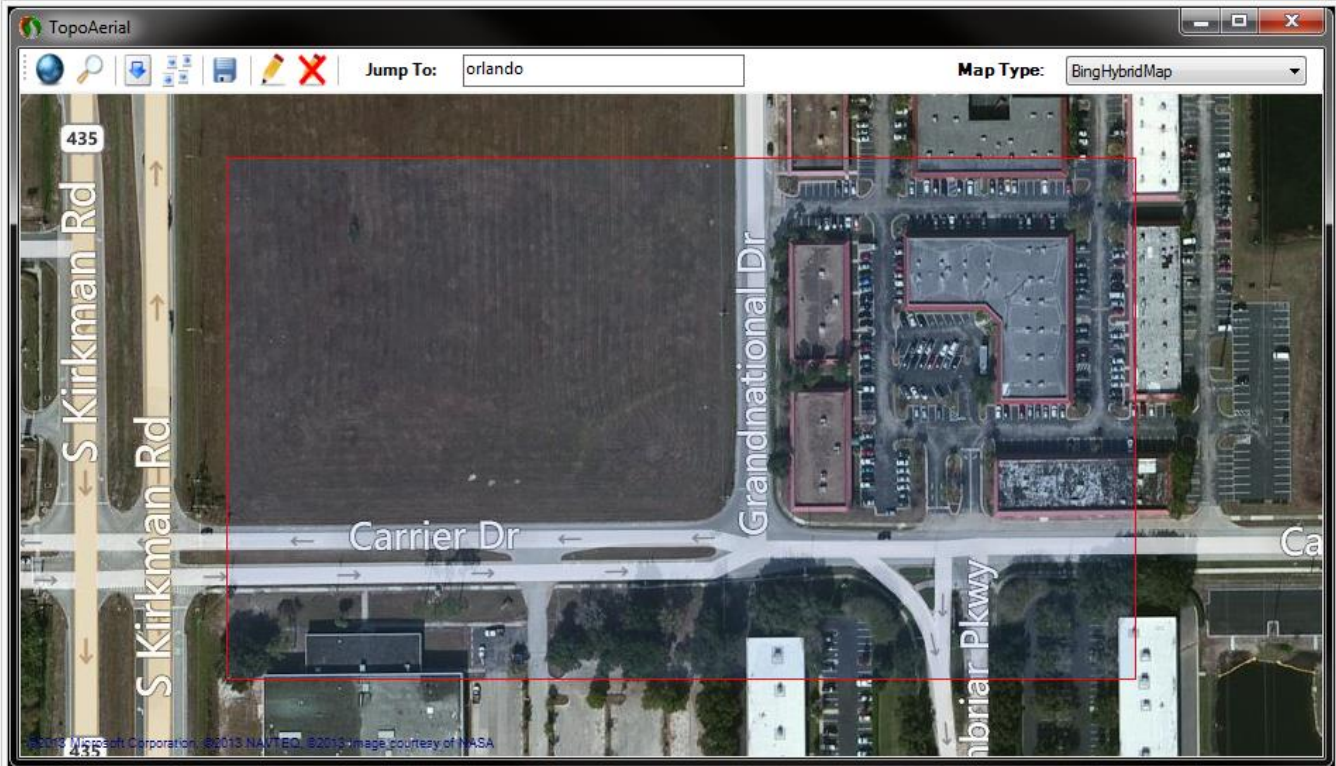 TopoAerial
Jump To: orlando Map Type: BingHybridMap
435
S Kirkman Rd
S Kirkman Rd
Grandnational Dr
Carrier Dr
Ca
mbriar Pkwy
435
©2013 Microsoft Corporation, ©2013 NAVTEQ, ©2013 Image courtesy of NASA